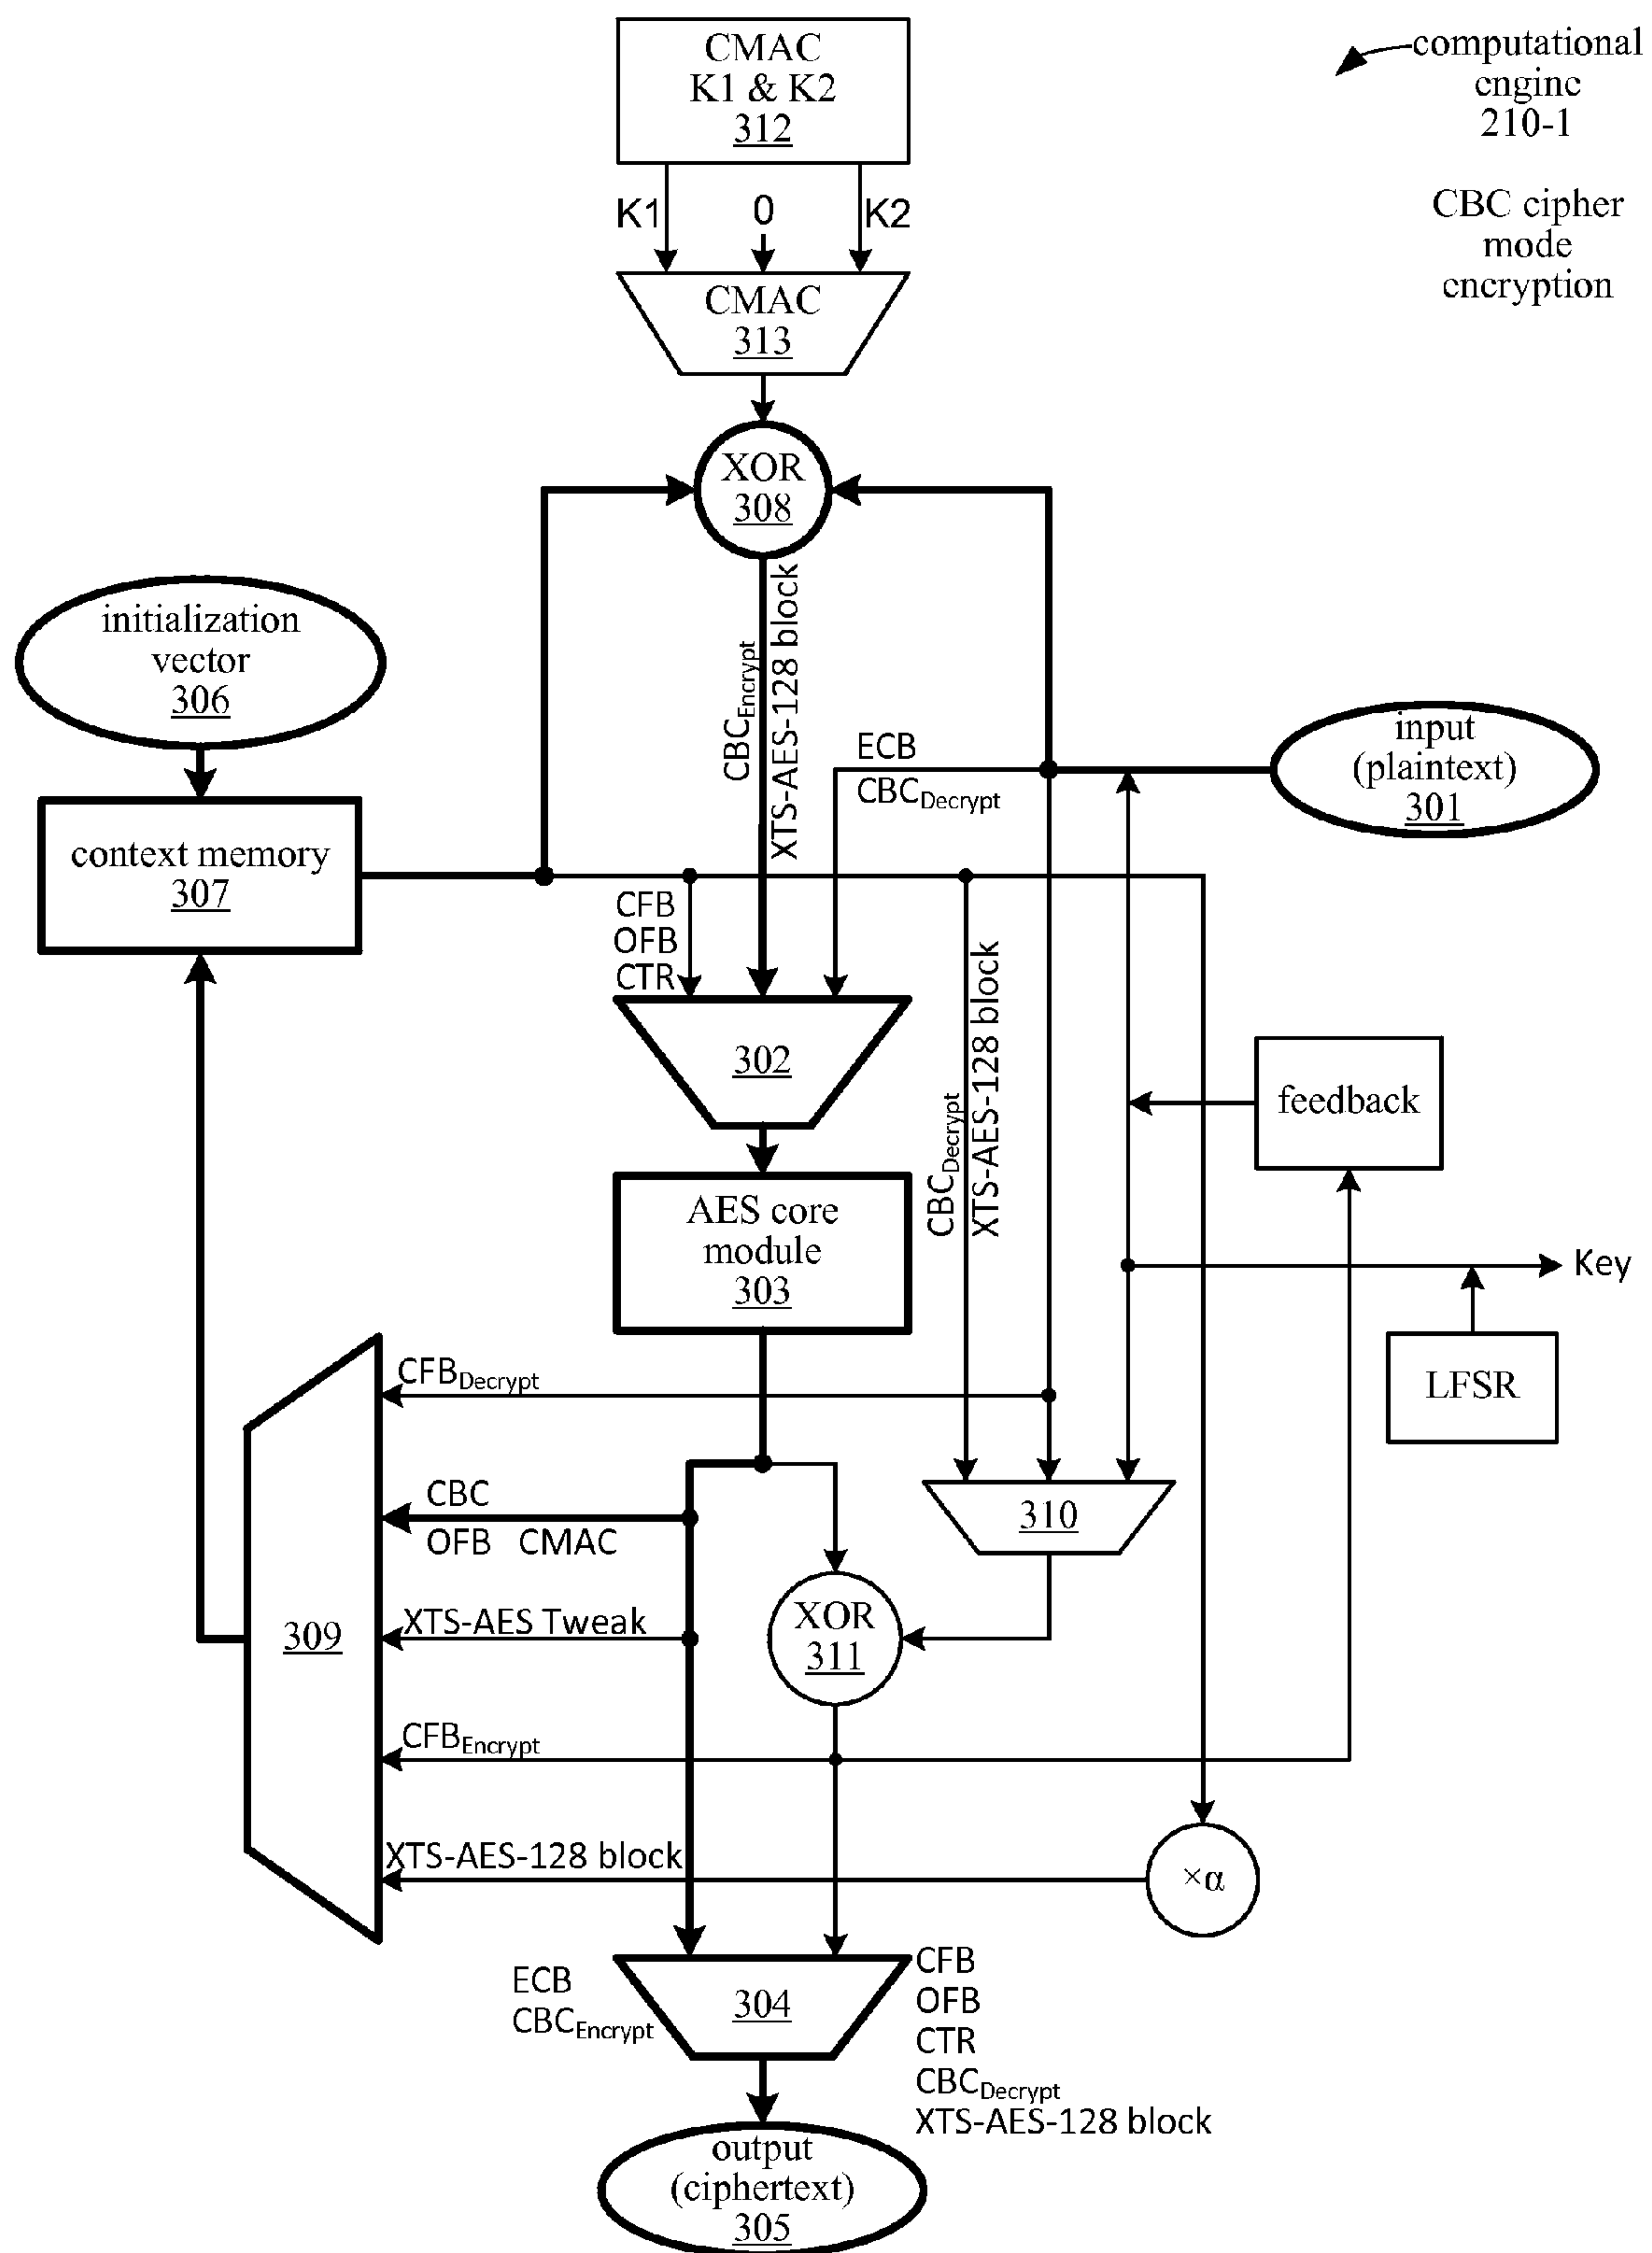 CMAC
K1 & K2
312
computational
engine
210-1
CBC cipher
mode
encryption
K1
0
K2
CMAC
313
XOR
308
CBCEncrypt
XTS-AES-128 block
initialization
vector
306
input
(plaintext)
301
ECB
CBCDecrypt
context memory
307
CFB
OFB
CTR
302
CBCDecrypt
XTS-AES-128 block
feedback
AES core
module
303
Key
LFSR
CFBDecrypt
CBC
OFB CMAC
310
XTS-AES Tweak
XOR
311
309
CFBEncrypt
XTS-AES-128 block
×α
ECB
CBCEncrypt
304
CFB
OFB
CTR
CBCDecrypt
XTS-AES-128 block
output
(ciphertext)
305